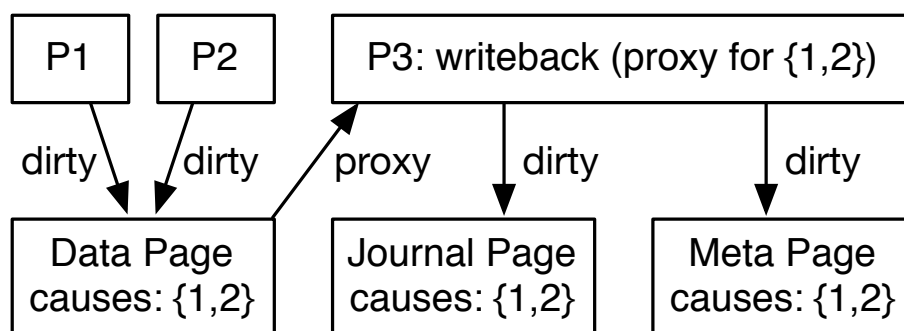 P1
P2
P3: writeback (proxy for {1,2})
dirty
dirty
proxy
dirty
dirty
Data Page
causes: {1,2}
Journal Page
causes: {1,2}
Meta Page
causes: {1,2}